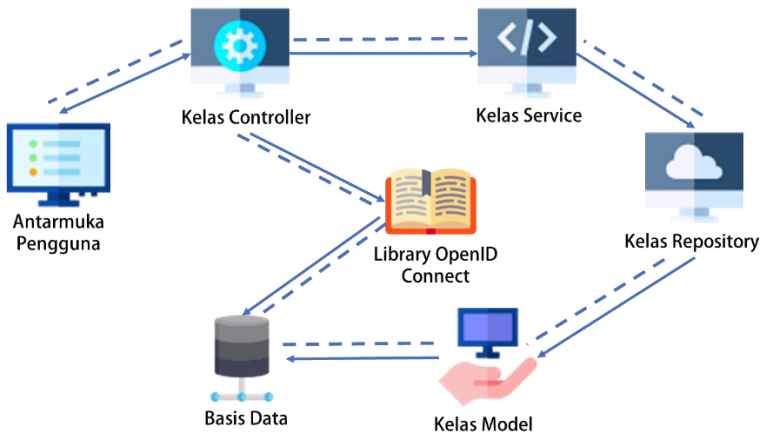 Kelas Controller
Kelas Service
Antarmuka
Pengguna
Kelas Repository
Library OpenID
Connect
Basis Data
Kelas Model